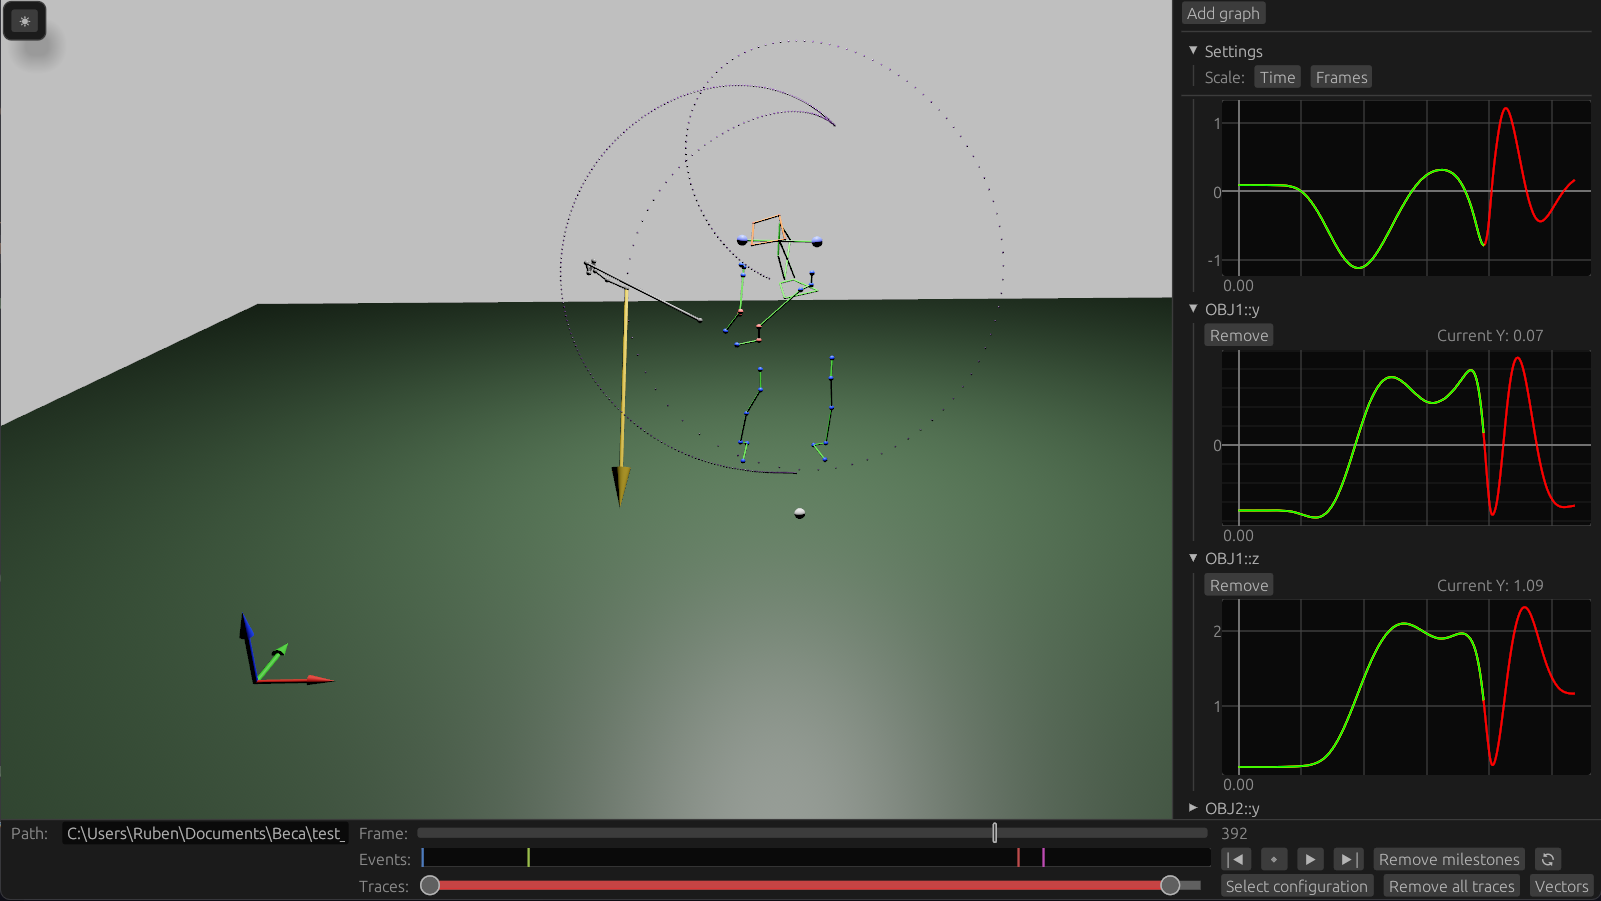 Add graph
Settings
Scale: Time Frames
1
0
-1
0.00
OBJ1::y
Remove Current Y: 0.07
0
0.00
OBJ1::z
Remove Current Y: 1.09
2
1
0.00
OBJ2::y
Path: C:\Users\Ruben\Documents\Beca\test_ Frame: 392
Events: Remove milestones
Traces: Select configuration Remove all traces Vectors